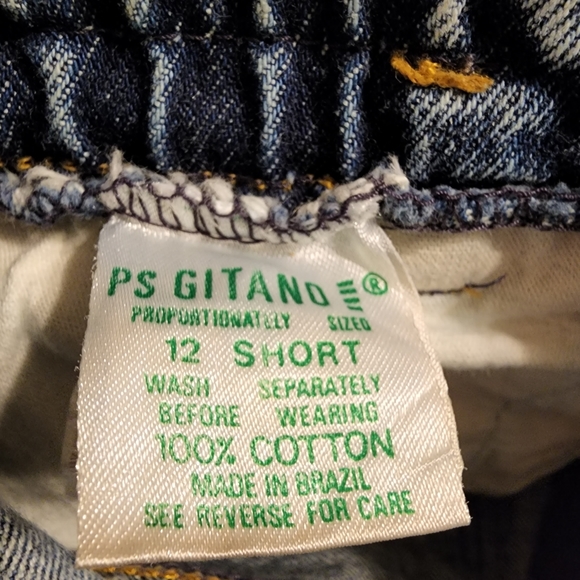 PS GITANO ®
PROPORTIONATELY SIZED
12 SHORT
WASH SEPARATELY
BEFORE WEARING
100% COTTON
MADE IN BRAZIL
SEE REVERSE FOR CARE